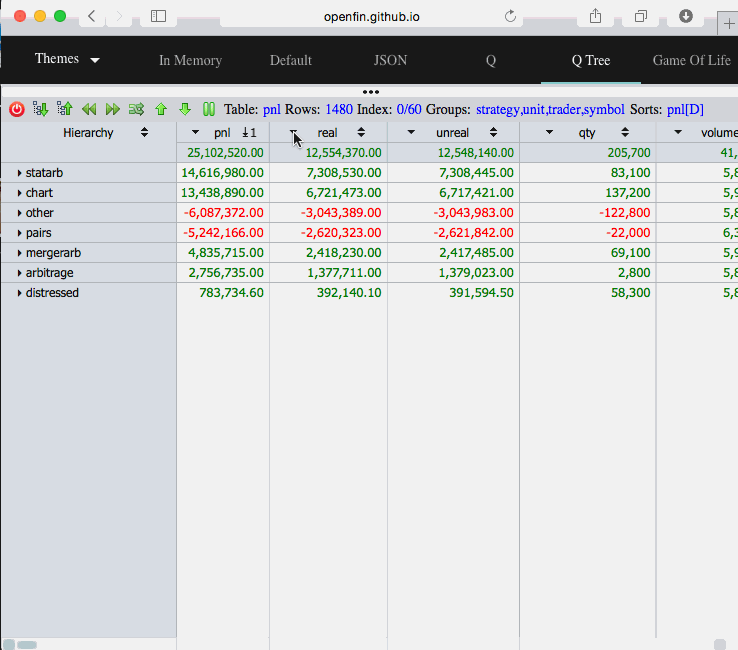 openfin.github.io
Themes In Memory Default JSON Q Q Tree Game Of Life
Table: pnl Rows: 1480 Index: 0/60 Groups: strategy,unit,trader,symbol Sorts: pnl[D]
Hierarchy pnl 1 real unreal qty volume
25,102,520.00 12,554,370.00 12,548,140.00 205,700 41,
statarb 14,616,980.00 7,308,530.00 7,308,445.00 83,100 5,8
chart 13,438,890.00 6,721,473.00 6,717,421.00 137,200 5,9
other -6,087,372.00 -3,043,389.00 -3,043,983.00 -122,800 5,8
pairs -5,242,166.00 -2,620,323.00 -2,621,842.00 -22,000 6,3
mergerarb 4,835,715.00 2,418,230.00 2,417,485.00 69,100 5,9
arbitrage 2,756,735.00 1,377,711.00 1,379,023.00 2,800 5,8
distressed 783,734.60 392,140.10 391,594.50 58,300 5,8